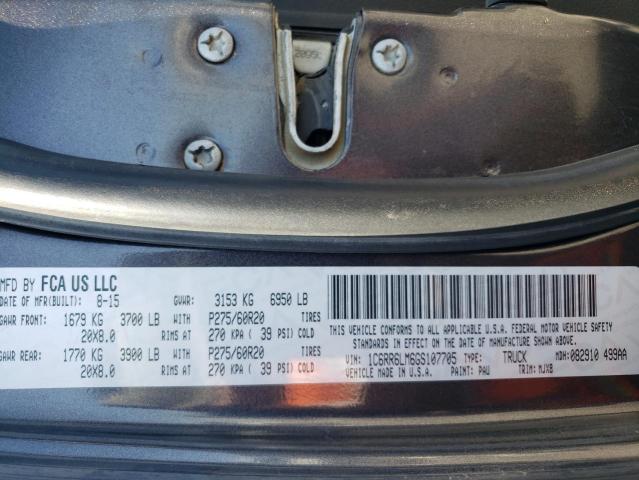 2099C
MFD BY FCA US LLC
DATE OF MFR(BUILT): 8-15 GVWR: 3153 KG 6950 LB
GAWR FRONT: 1679 KG 3700 LB WITH P275/60R20 TIRES
20X8.0 RIMS AT 270 KPA ( 39 PSI) COLD
GAWR REAR: 1770 KG 3900 LB WITH P275/60R20 TIRES
20X8.0 RIMS AT 270 KPA ( 39 PSI) COLD
THIS VEHICLE CONFORMS TO ALL APPLICABLE U.S.A. FEDERAL MOTOR VEHICLE SAFETY
STANDARDS IN EFFECT ON THE DATE OF MANUFACTURE SHOWN ABOVE
VIN: 1C6RR6LM6GS107705 TYPE: TRUCK MDH:082910 499AA
VEHICLE MADE IN U.S.A. PAINT: PAU TRIM: MJX8